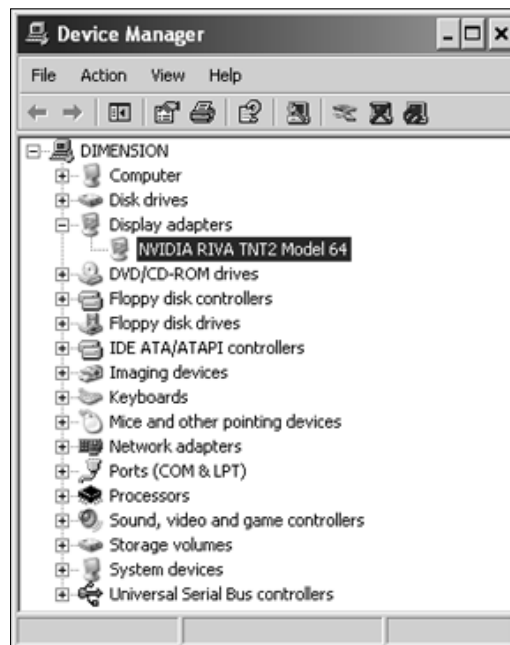 Device Manager
File Action View Help
DIMENSION
Computer
Disk drives
Display adapters
NVIDIA RIVA TNT2 Model 64
DVD/CD-ROM drives
Floppy disk controllers
Floppy disk drives
IDE ATA/ATAPI controllers
Imaging devices
Keyboards
Mice and other pointing devices
Network adapters
Ports (COM & LPT)
Processors
Sound, video and game controllers
Storage volumes
System devices
Universal Serial Bus controllers